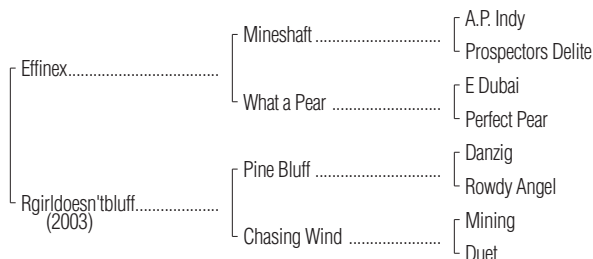 A.P. Indy
Mineshaft
Prospectors Delite
Effinex
E Dubai
What a Pear
Perfect Pear
Danzig
Pine Bluff
Rowdy Angel
Rgirldoesn'tbluff
(2003)
Mining
Chasing Wind
Duet